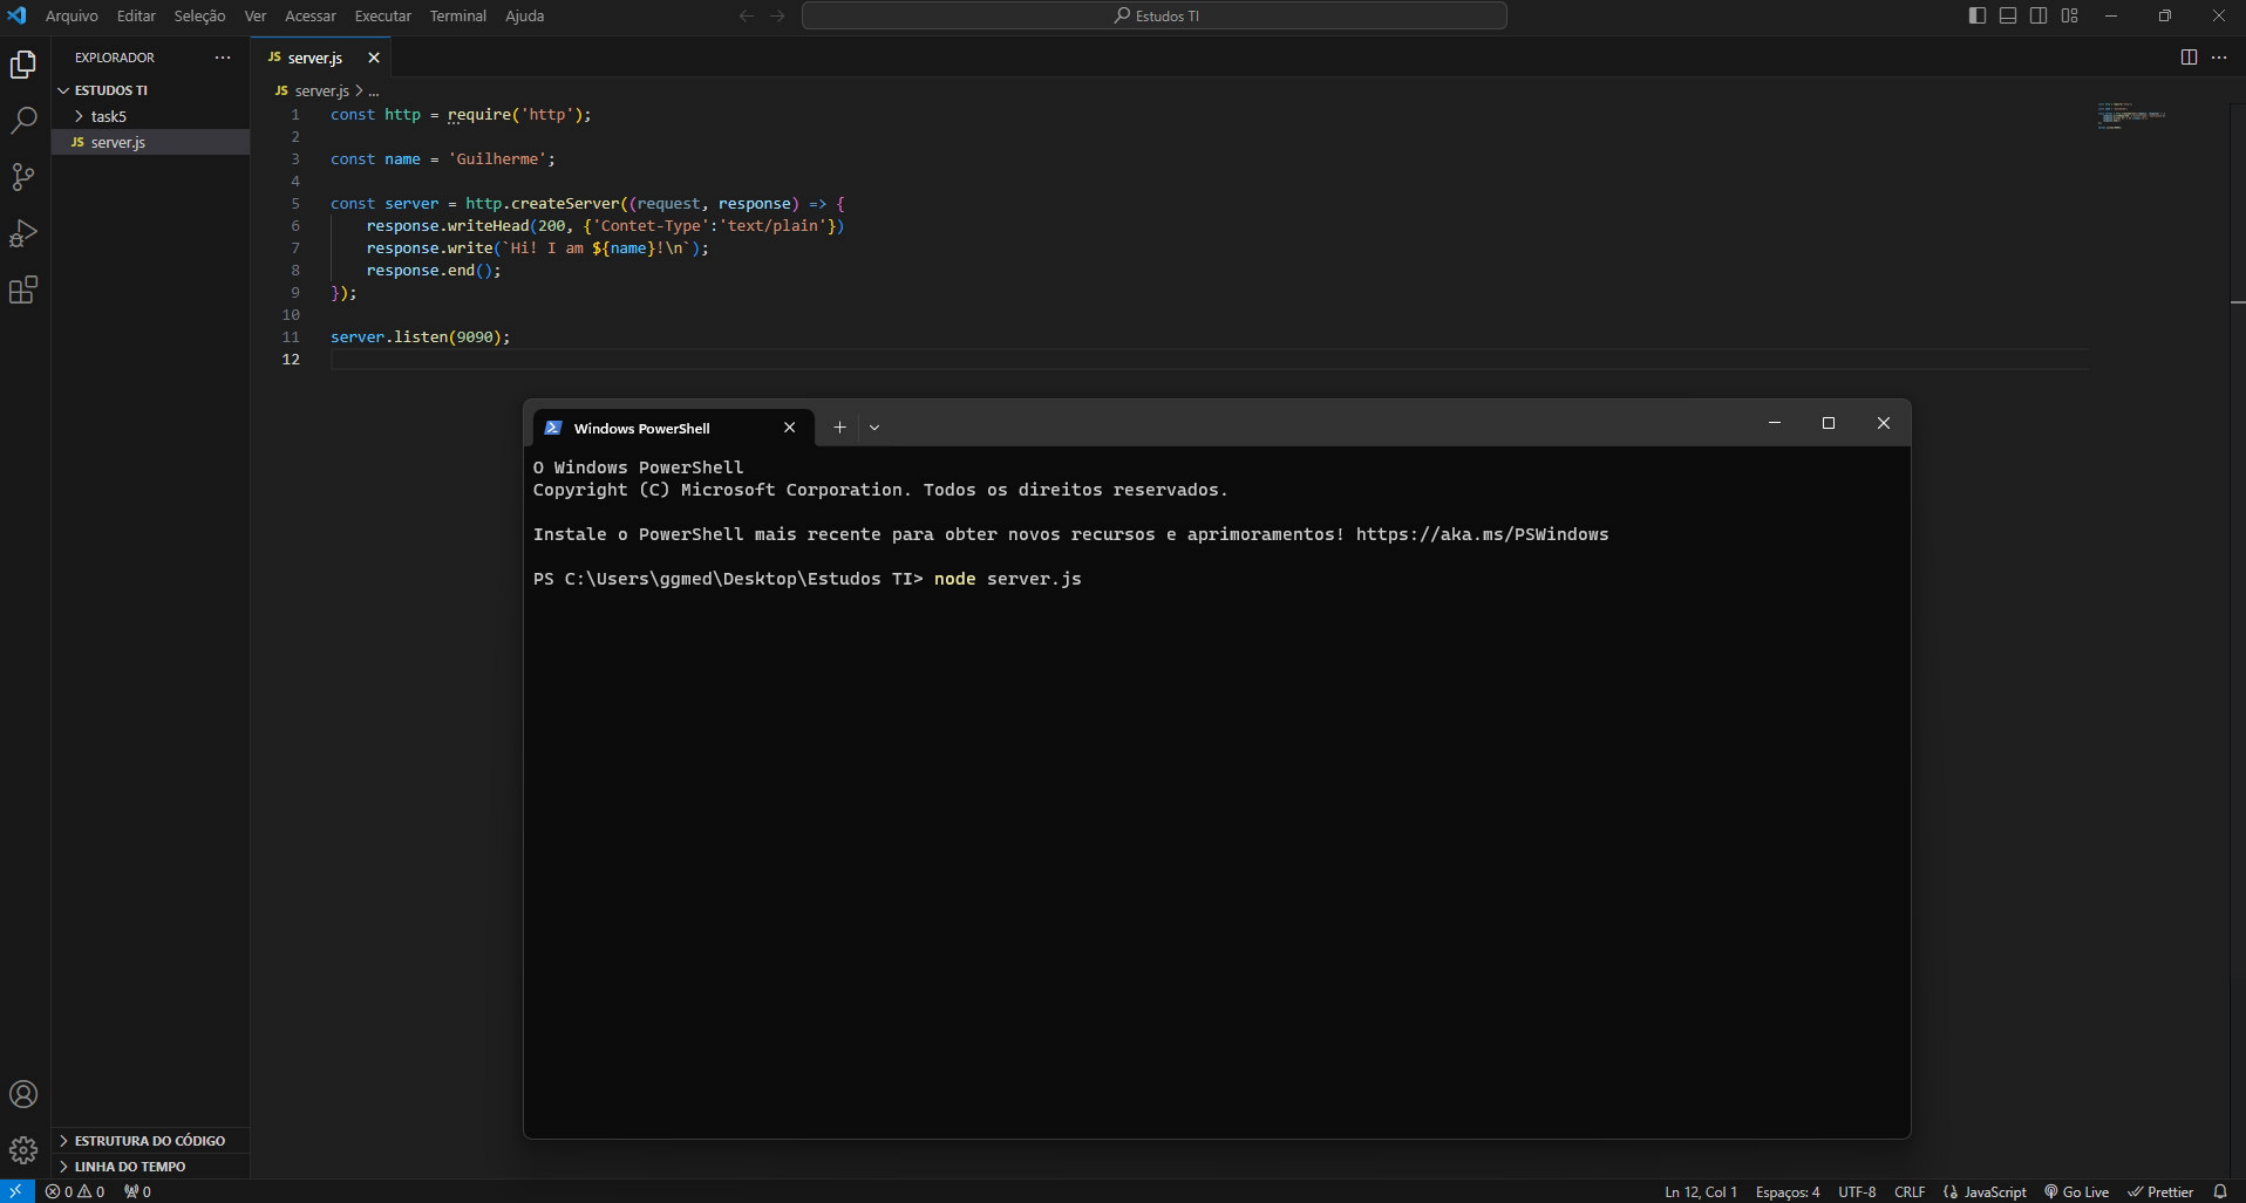 Arquivo Editar Seleção Ver Acessar Executar Terminal Ajuda
Estudos TI
EXPLORADOR
JS server.js
ESTUDOS TI
task5
JS server.js
JS server.js > ...
1 const http = require('http');
2
3 const name = 'Guilherme';
4
5 const server = http.createServer((request, response) => {
6 response.writeHead(200, {'Contet-Type':'text/plain'})
7 response.write(`Hi! I am ${name}!\n`);
8 response.end();
9 });
10
11 server.listen(9090);
12
Windows PowerShell
O Windows PowerShell
Copyright (C) Microsoft Corporation. Todos os direitos reservados.
Instale o PowerShell mais recente para obter novos recursos e aprimoramentos! https://aka.ms/PSWindows
PS C:\Users\ggmed\Desktop\Estudos TI> node server.js
ESTRUTURA DO CÓDIGO
LINHA DO TEMPO
0 0 0
Ln 12, Col 1 Espaços: 4 UTF-8 CRLF JavaScript Go Live Prettier